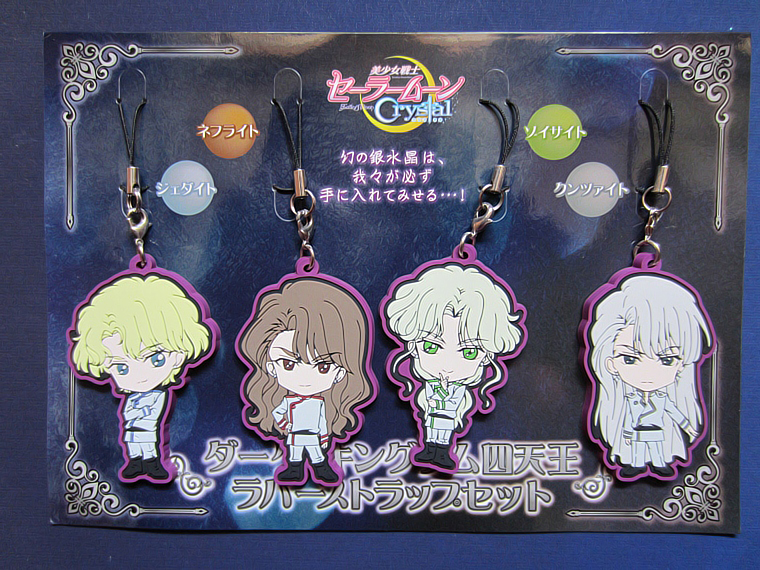 美少女戦士
セーラームーン
Crystal
ネフライト
ジェダイト
ゾイサイト
クンツァイト
幻の銀水晶は、
我々が必ず
手に入れてみせる…!
ダーク・キングダム 四天王
ラバーストラップセット